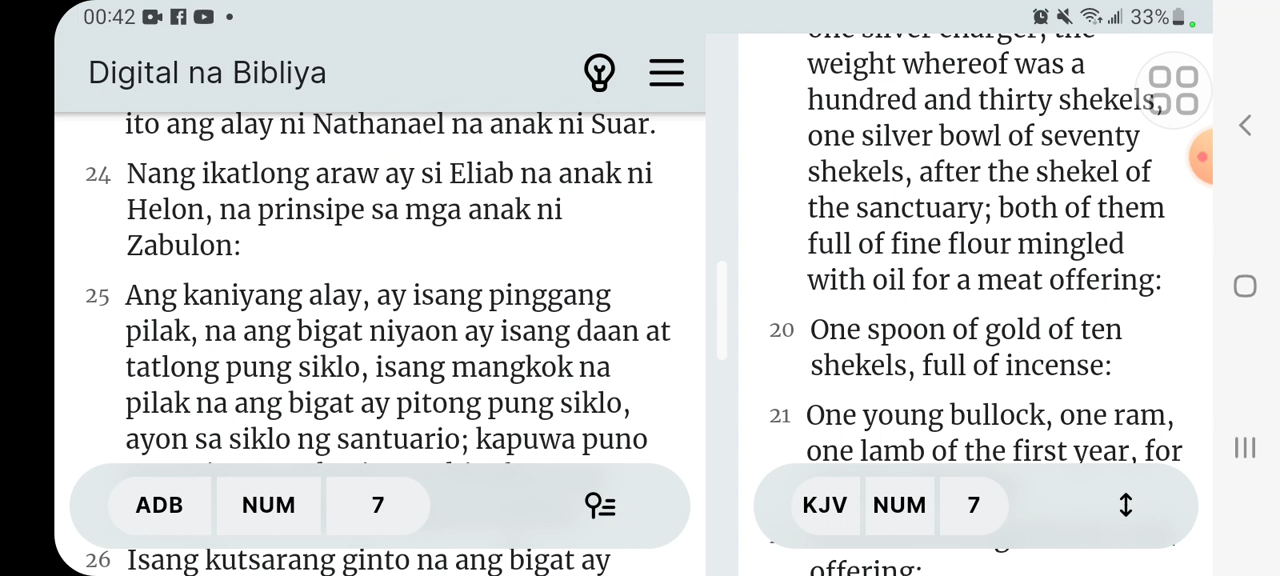 00:42
33%
Digital na Bibliya
ito ang alay ni Nathanael na anak ni Suar.
24 Nang ikatlong araw ay si Eliab na anak ni
Helon, na prinsipe sa mga anak ni
Zabulon:
25 Ang kaniyang alay, ay isang pinggang
pilak, na ang bigat niyaon ay isang daan at
tatlong pung siklo, isang mangkok na
pilak na ang bigat ay pitong pung siklo,
ayon sa siklo ng santuario; kapuwa puno
ADB NUM 7
26 Isang kutsarang ginto na ang bigat ay
one silver charger, the
weight whereof was a
hundred and thirty shekels,
one silver bowl of seventy
shekels, after the shekel of
the sanctuary; both of them
full of fine flour mingled
with oil for a meat offering:
20 One spoon of gold of ten
shekels, full of incense:
21 One young bullock, one ram,
one lamb of the first year, for
KJV NUM 7
offering: